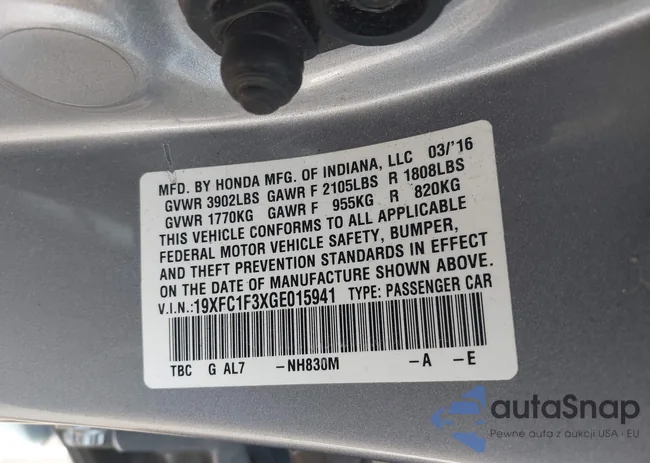 MFD. BY HONDA MFG. OF INDIANA, LLC 03/'16
GVWR 3902LBS GAWR F 2105LBS R 1808LBS
GVWR 1770KG GAWR F 955KG R 820KG
THIS VEHICLE CONFORMS TO ALL APPLICABLE
FEDERAL MOTOR VEHICLE SAFETY, BUMPER,
AND THEFT PREVENTION STANDARDS IN EFFECT
ON THE DATE OF MANUFACTURE SHOWN ABOVE.
V.I.N.:19XFC1F3XGE015941 TYPE: PASSENGER CAR
TBC G AL7 -NH830M -A -E
autaSnap
Pewne auta z aukcji USA - EU